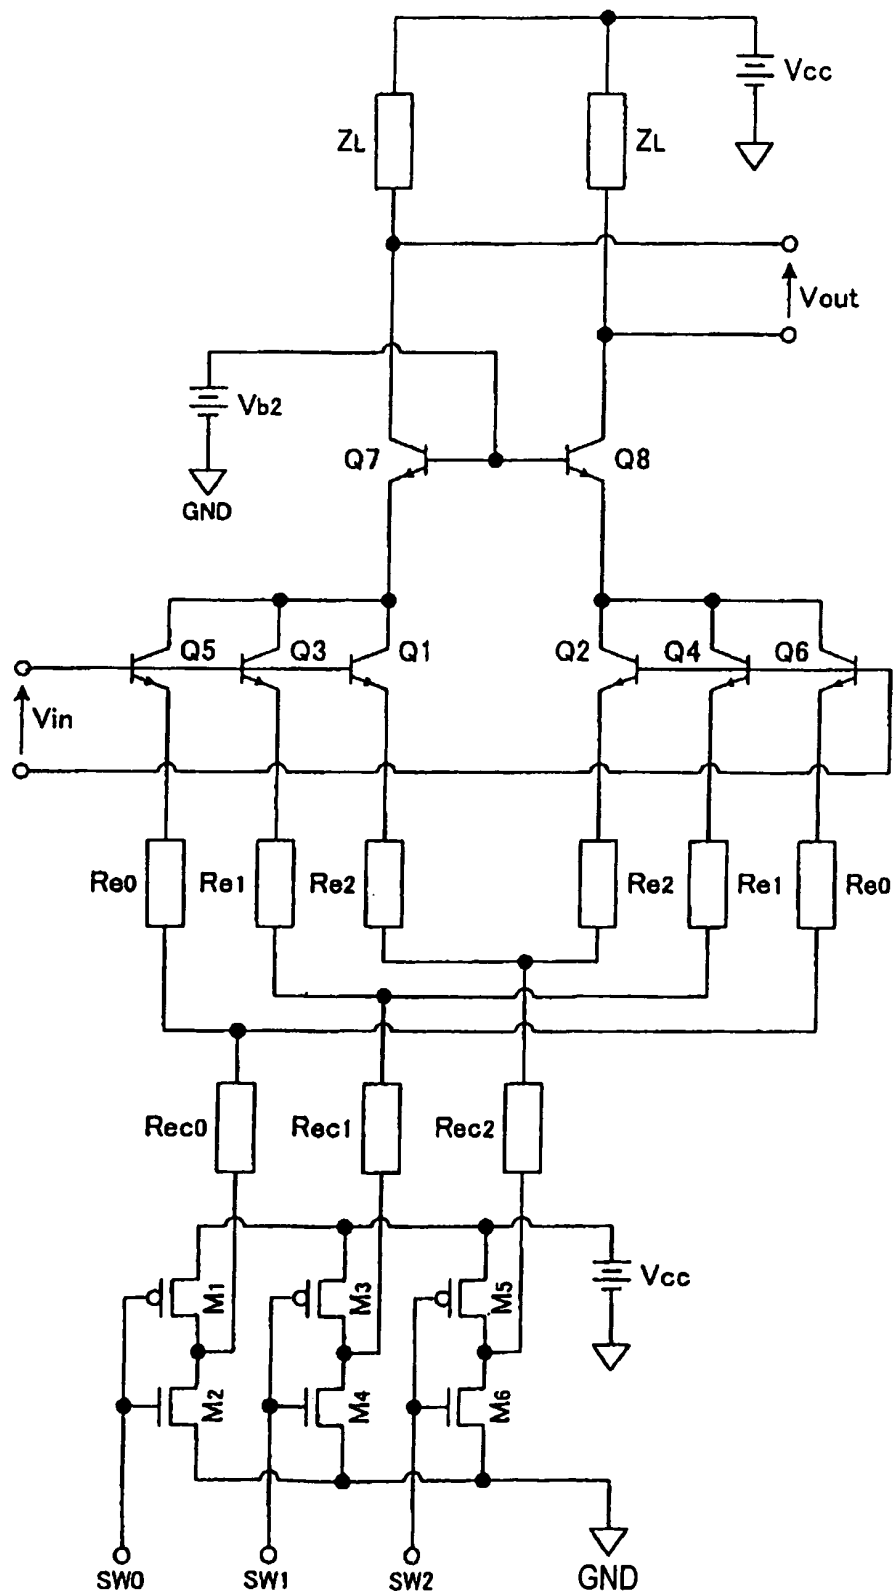 Vcc
ZL
ZL
Vout
Vb2
Q7
Q8
GND
Q5
Q3
Q1
Q2
Q4
Q6
Vin
Re0
Re1
Re2
Re2
Re1
Re0
Rec0
Rec1
Rec2
M1
M3
M5
Vcc
M2
M4
M6
SW0
SW1
SW2
GND